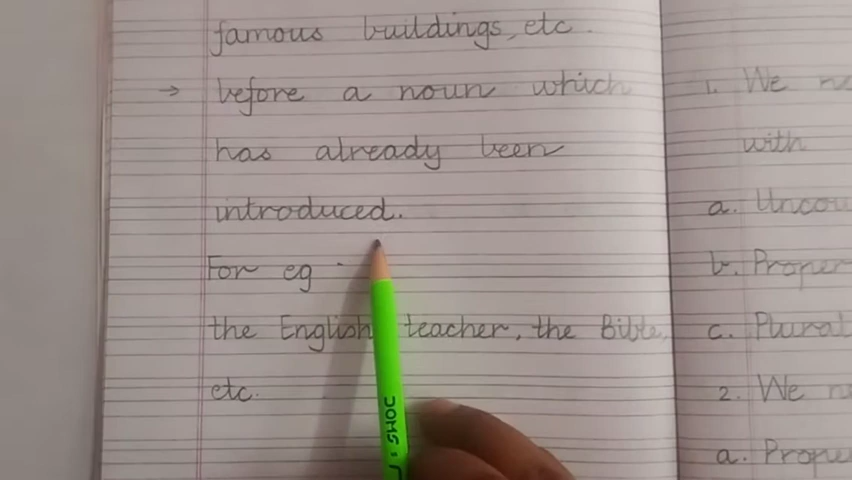 famous buildings, etc.
→ before a noun which
has already been
introduced.
For eg -
the English teacher, the Bible,
etc.
1. We
with
a.
b. Proper
c. Plural
2. We
a.
DOMS